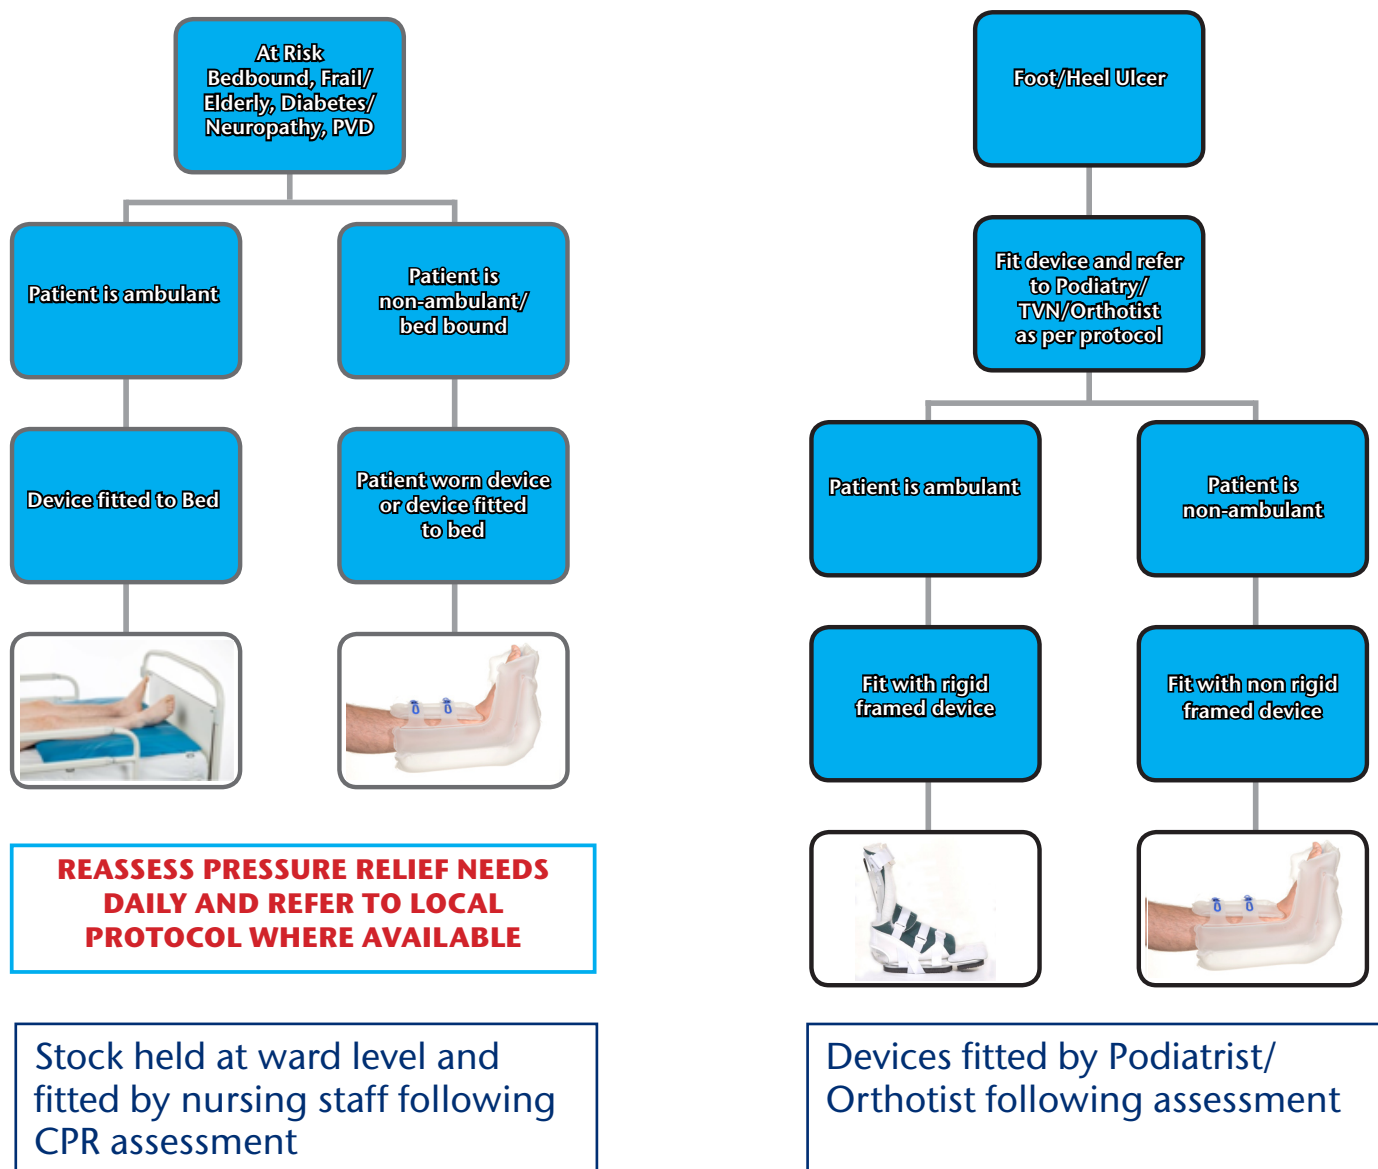 At Risk
Bedbound, Frail/
Elderly, Diabetes/
Neuropathy, PVD
Patient is ambulant
Patient is
non-ambulant/
bed bound
Device fitted to Bed
Patient worn device
or device fitted
to bed
REASSESS PRESSURE RELIEF NEEDS
DAILY AND REFER TO LOCAL
PROTOCOL WHERE AVAILABLE
Stock held at ward level and
fitted by nursing staff following
CPR assessment
Foot/Heel Ulcer
Fit device and refer
to Podiatry/
TVN/Orthotist
as per protocol
Patient is ambulant
Patient is
non-ambulant
Fit with rigid
framed device
Fit with non rigid
framed device
Devices fitted by Podiatrist/
Orthotist following assessment